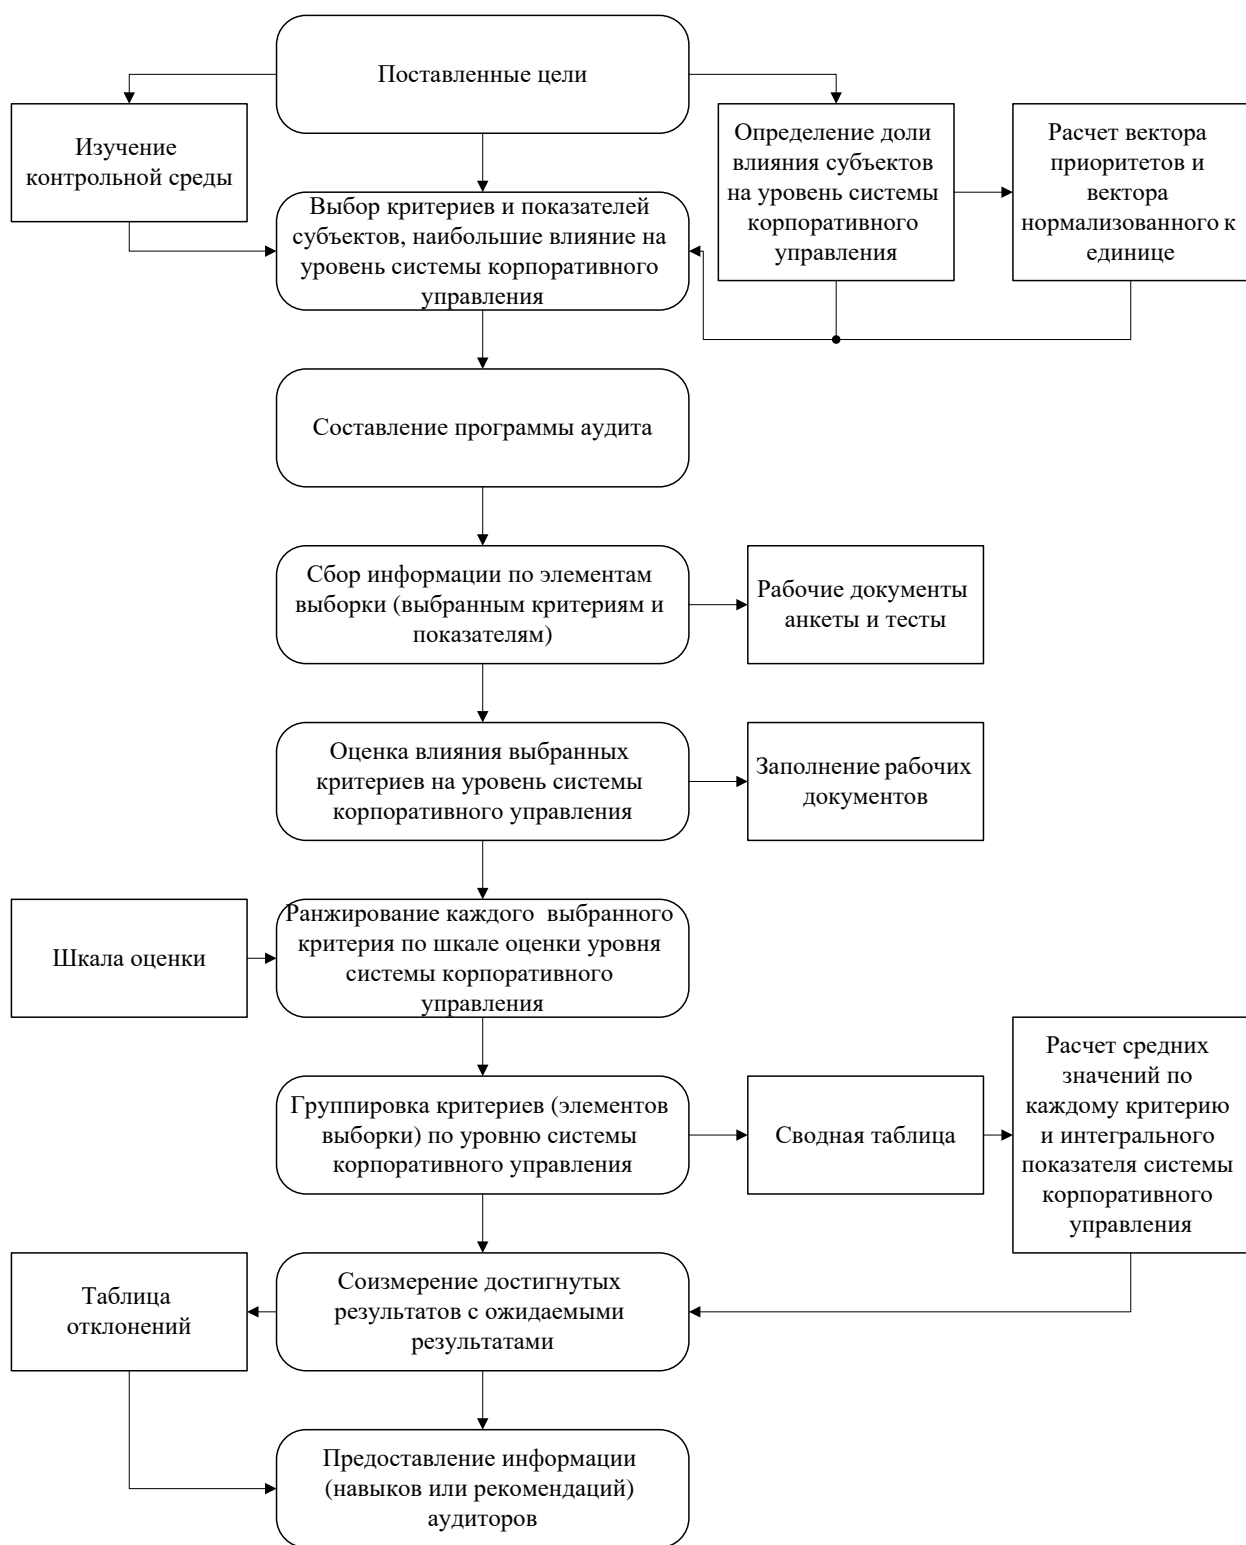 Поставленные цели
Изучение
контрольной среды
Определение доли
влияния субъектов
на уровень системы
корпоративного
управления
Расчет вектора
приоритетов и
вектора
нормализованного к
единице
Выбор критериев и показателей
субъектов, наибольшие влияние на
уровень системы корпоративного
управления
Составление программы аудита
Сбор информации по элементам
выборки (выбранным критериям и
показателям)
Рабочие документы
анкеты и тесты
Оценка влияния выбранных
критериев на уровень системы
корпоративного управления
Заполнение рабочих
документов
Шкала оценки
Ранжирование каждого  выбранного
критерия по шкале оценки уровня
системы корпоративного
управления
Группировка критериев (элементов
выборки) по уровню системы
корпоративного управления
Сводная таблица
Расчет средних
значений по
каждому критерию
и интегрального
показателя системы
корпоративного
управления
Таблица
отклонений
Соизмерение достигнутых
результатов с ожидаемыми
результатами
Предоставление информации
(навыков или рекомендаций)
аудиторов